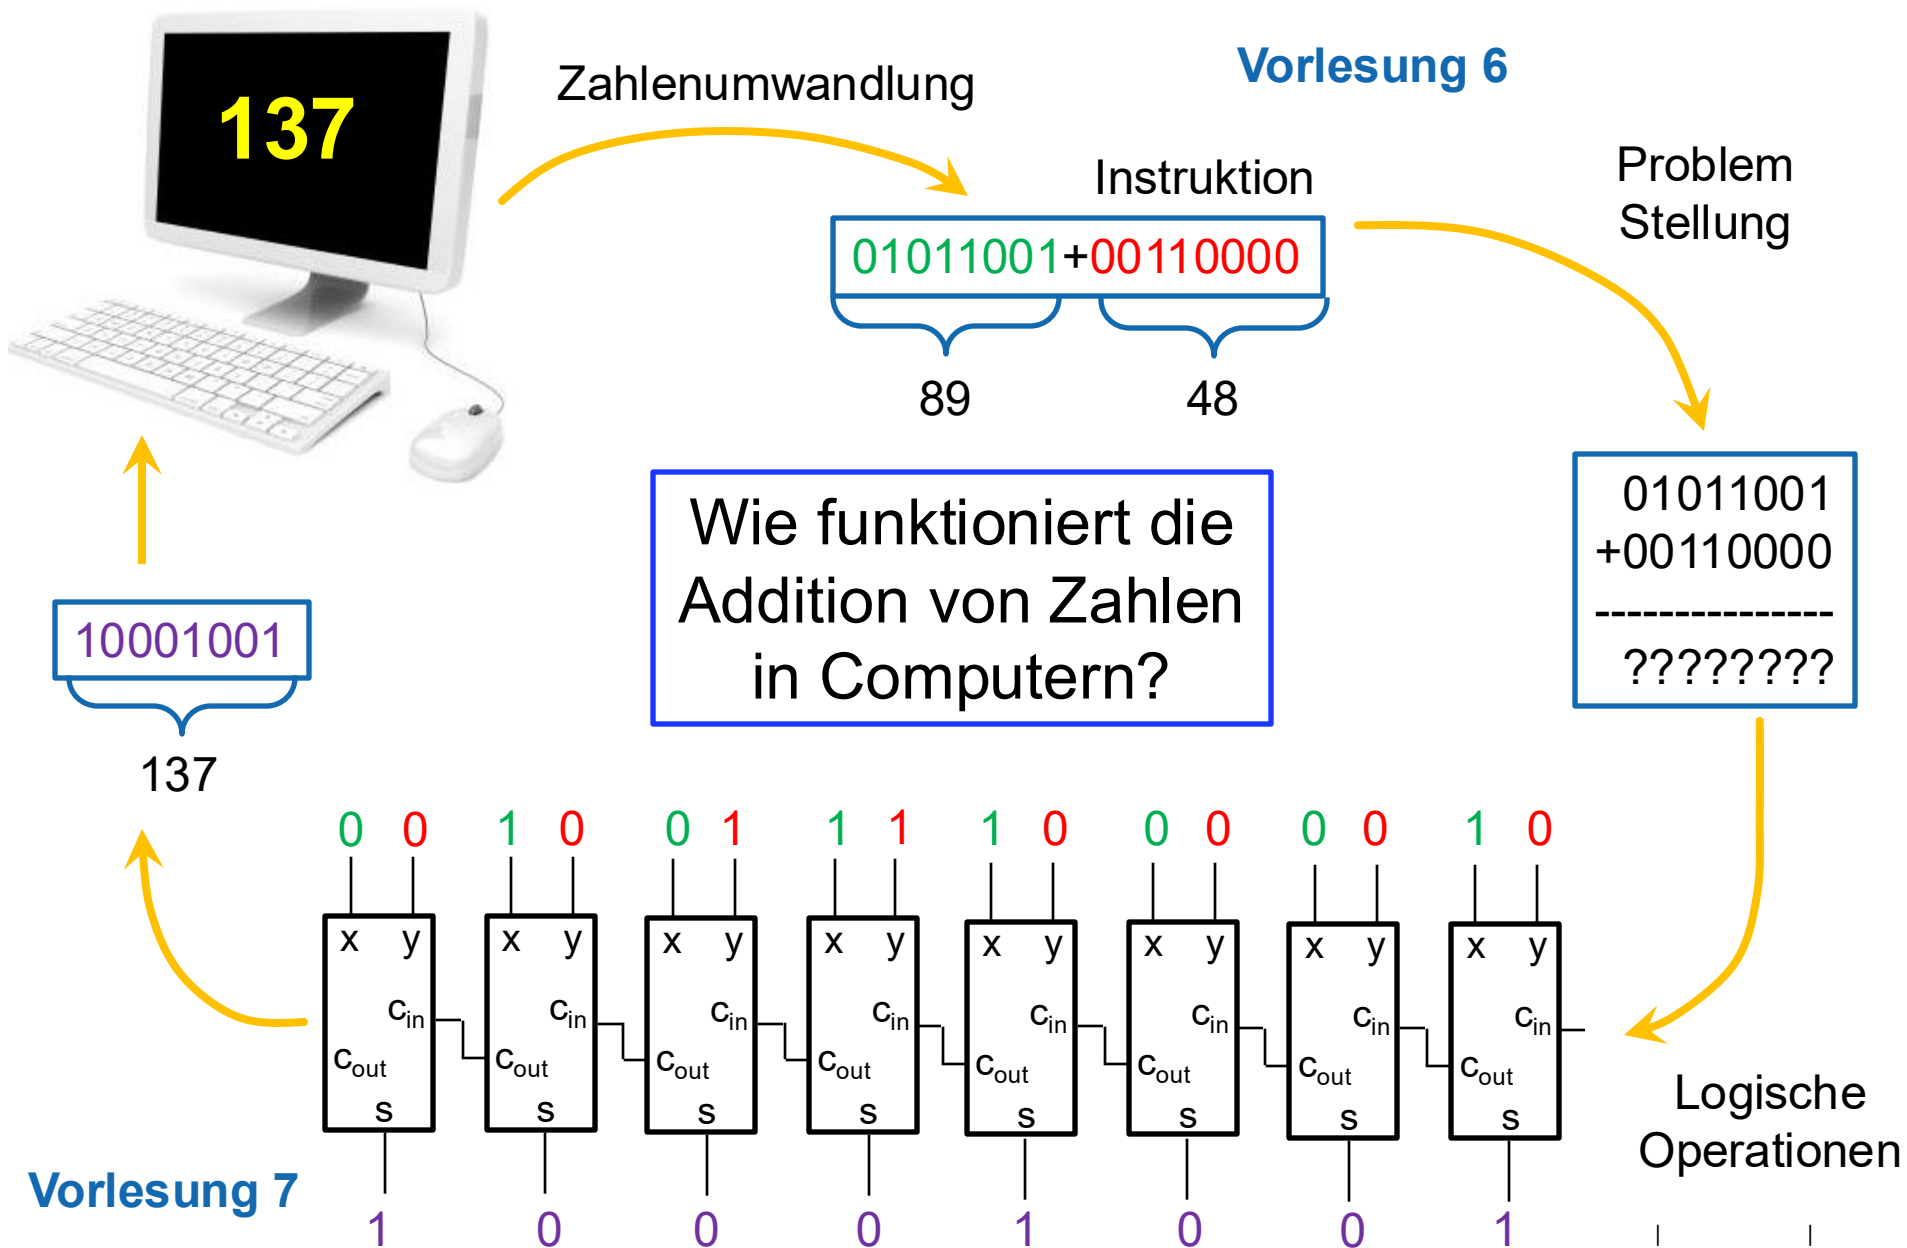 Vorlesung 6
Zahlenumwandlung
137
Instruktion
01011001+00110000
89 48
Problem
Stellung
01011001
+00110000
---------------
????????
Wie funktioniert die
Addition von Zahlen
in Computern?
10001001
137
0 0 1 0 0 1 1 1 1 0 0 0 0 0 1 0
x y x y x y x y x y x y x y x y
cin cin cin cin cin cin cin cin
cout cout cout cout cout cout cout cout
s s s s s s s s
1 0 0 0 1 0 0 1
Logische
Operationen
Vorlesung 7